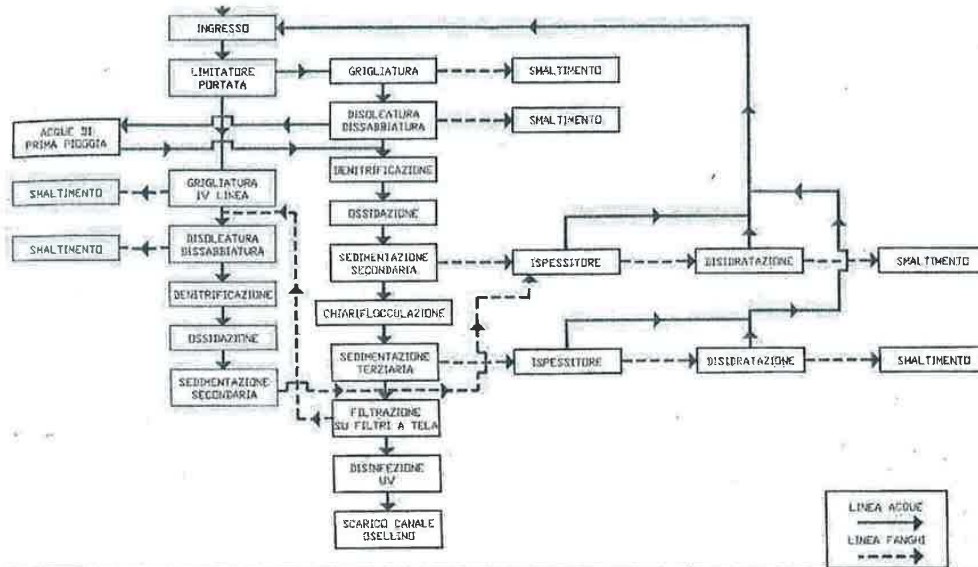 INGRESSO
LIMITATORE
PORTATA
GRIGLIATURA
SMALTIMENTO
DISOLEATURA
DISSABBIATURA
SMALTIMENTO
ACQUE DI
PRIMA PIOGGIA
DENITRIFICAZIONE
SMALTIMENTO
GRIGLIATURA
IV LINEA
OSSIDAZIONE
SMALTIMENTO
DISOLEATURA
DISSABBIATURA
SEDIMENTAZIONE
SECONDARIA
ISPESSITORE
DISIDRATAZIONE
SMALTIMENTO
DENITRIFICAZIONE
CHIARIFLOCCULAZIONE
OSSIDAZIONE
SEDIMENTAZIONE
TERZIARIA
ISPESSITORE
DISIDRATAZIONE
SMALTIMENTO
SEDIMENTAZIONE
SECONDARIA
FILTRAZIONE
SU FILTRI A TELA
DISINFEZIONE
UV
SCARICO CANALE
OSELLINO
LINEA ACQUE
LINEA FANGHI